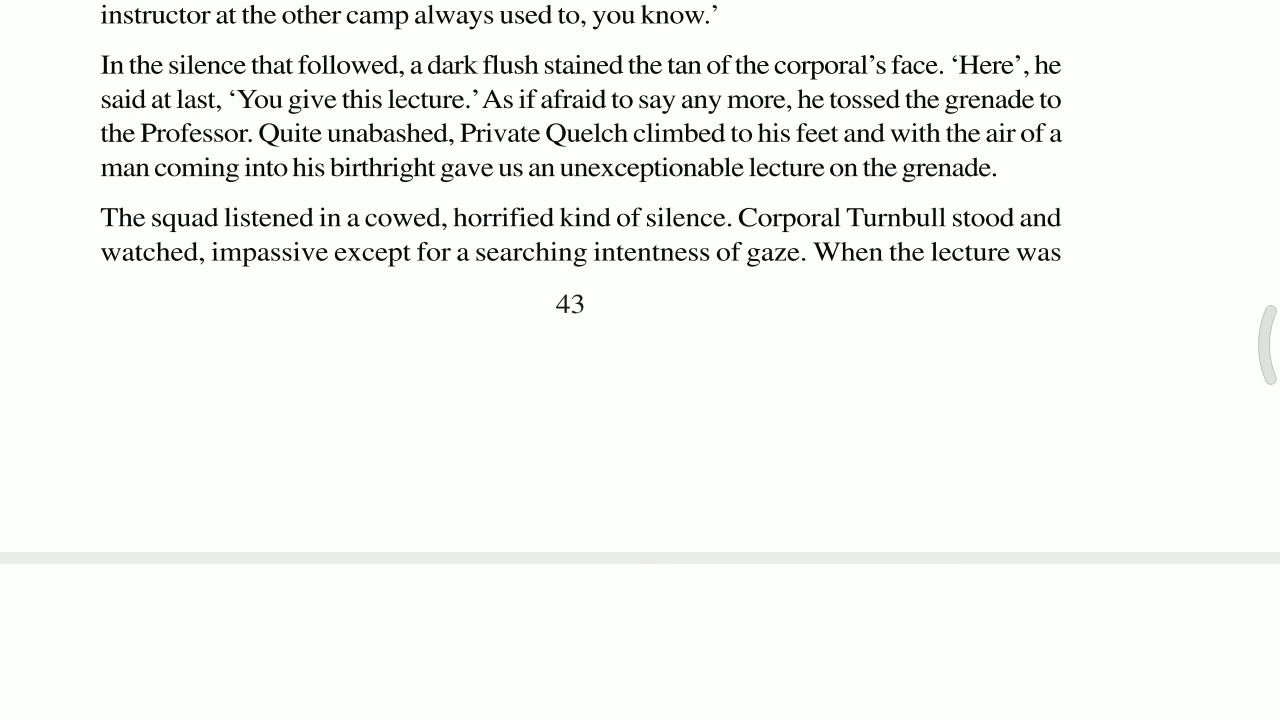 instructor at the other camp always used to, you know.’
In the silence that followed, a dark flush stained the tan of the corporal’s face. ‘Here’, he
said at last, ‘You give this lecture.’ As if afraid to say any more, he tossed the grenade to
the Professor. Quite unabashed, Private Quelch climbed to his feet and with the air of a
man coming into his birthright gave us an unexceptionable lecture on the grenade.
The squad listened in a cowed, horrified kind of silence. Corporal Turnbull stood and
watched, impassive except for a searching intentness of gaze. When the lecture was
43